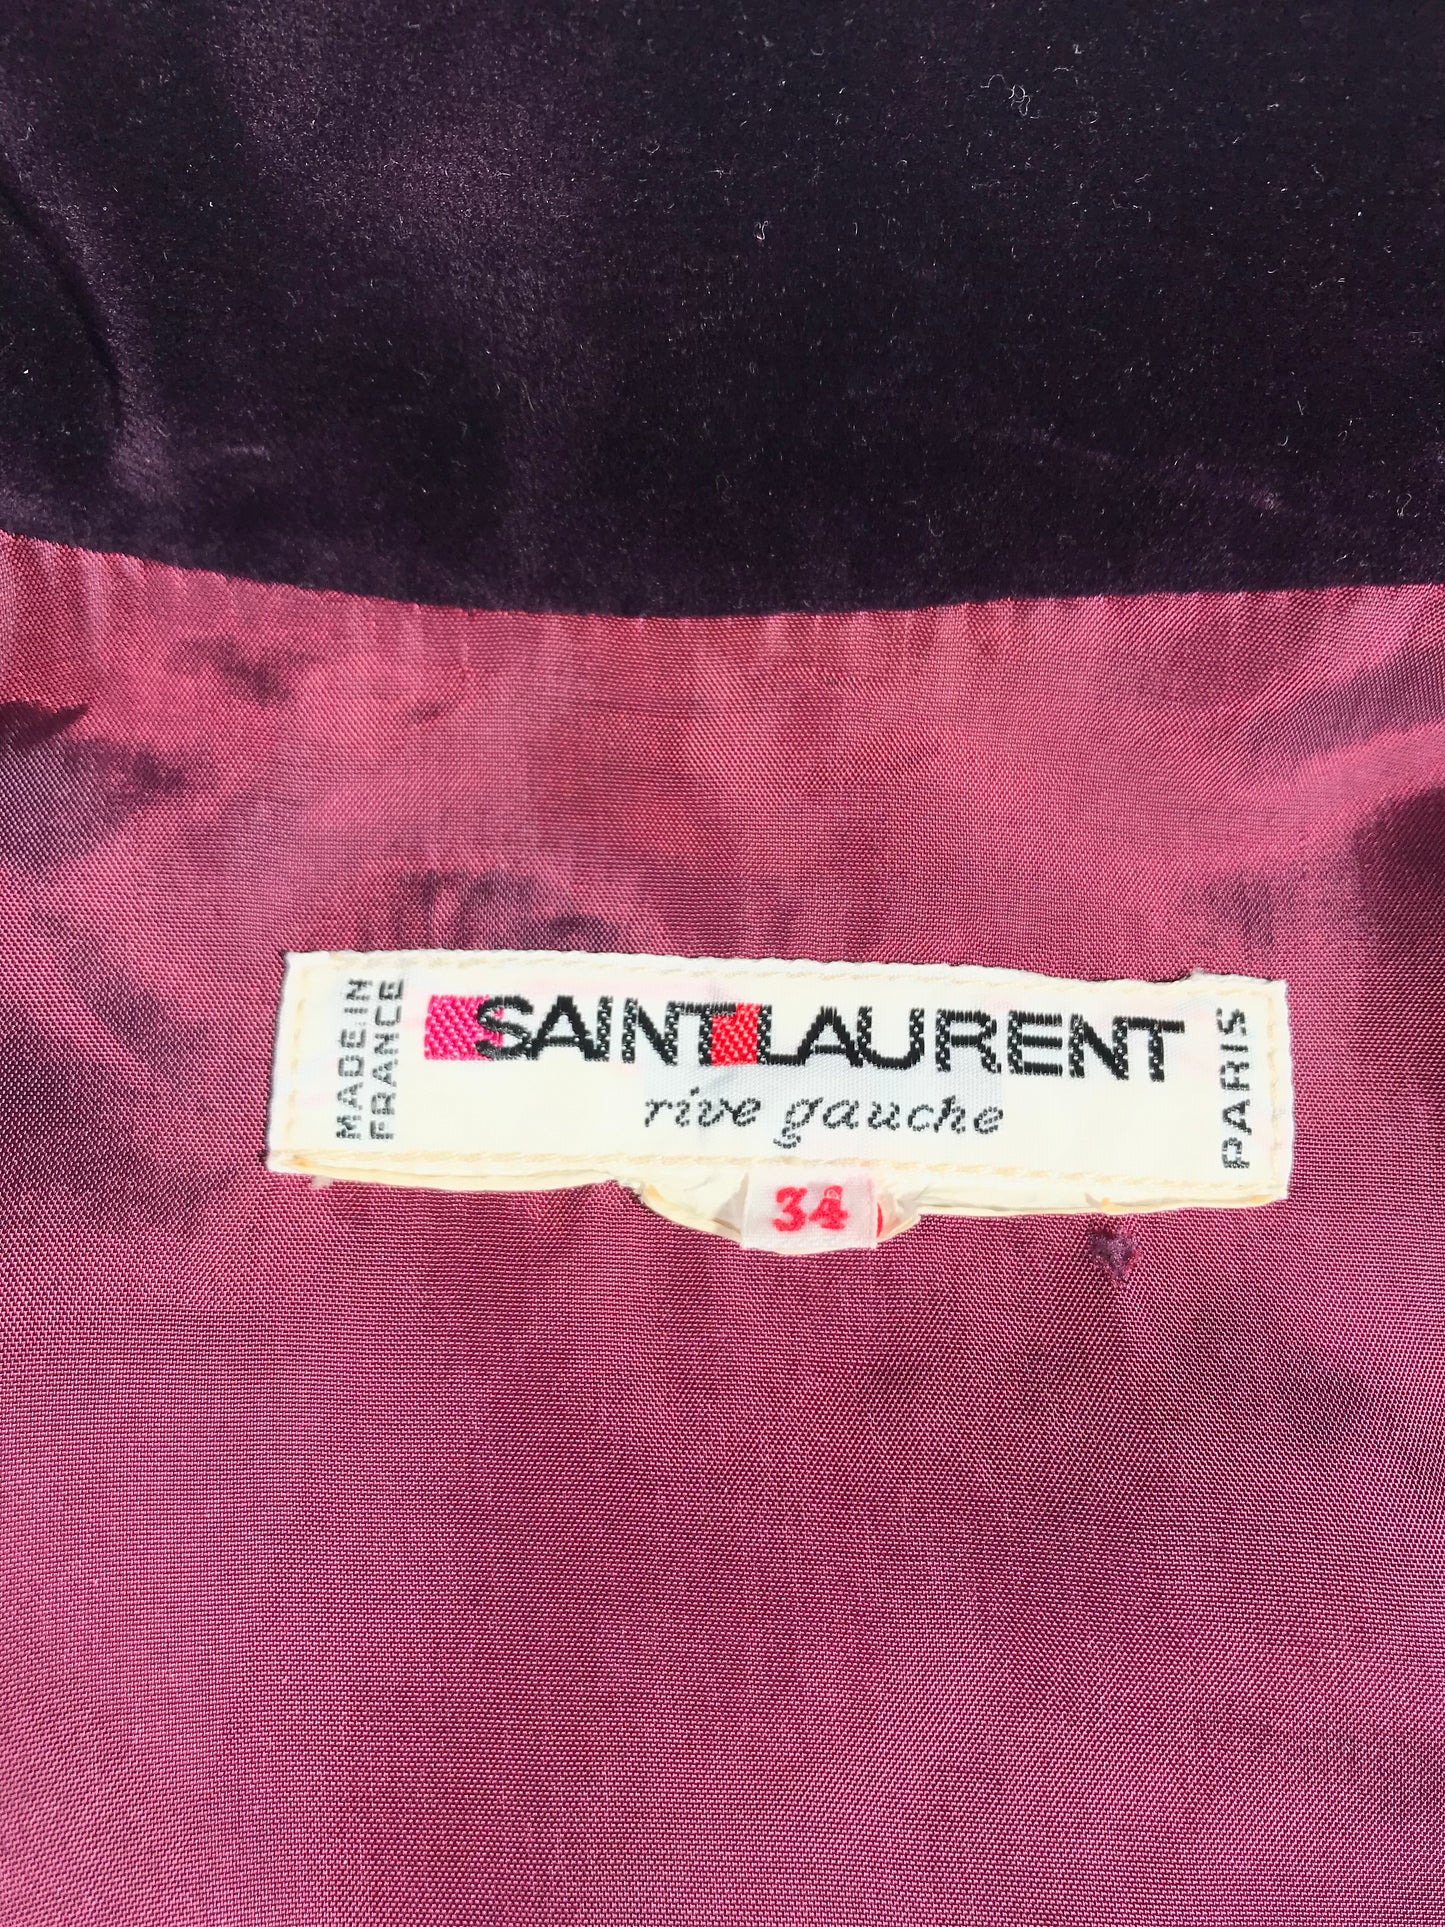 MADE IN
FRANCE
SAINT LAURENT
rive gauche
PARIS
34